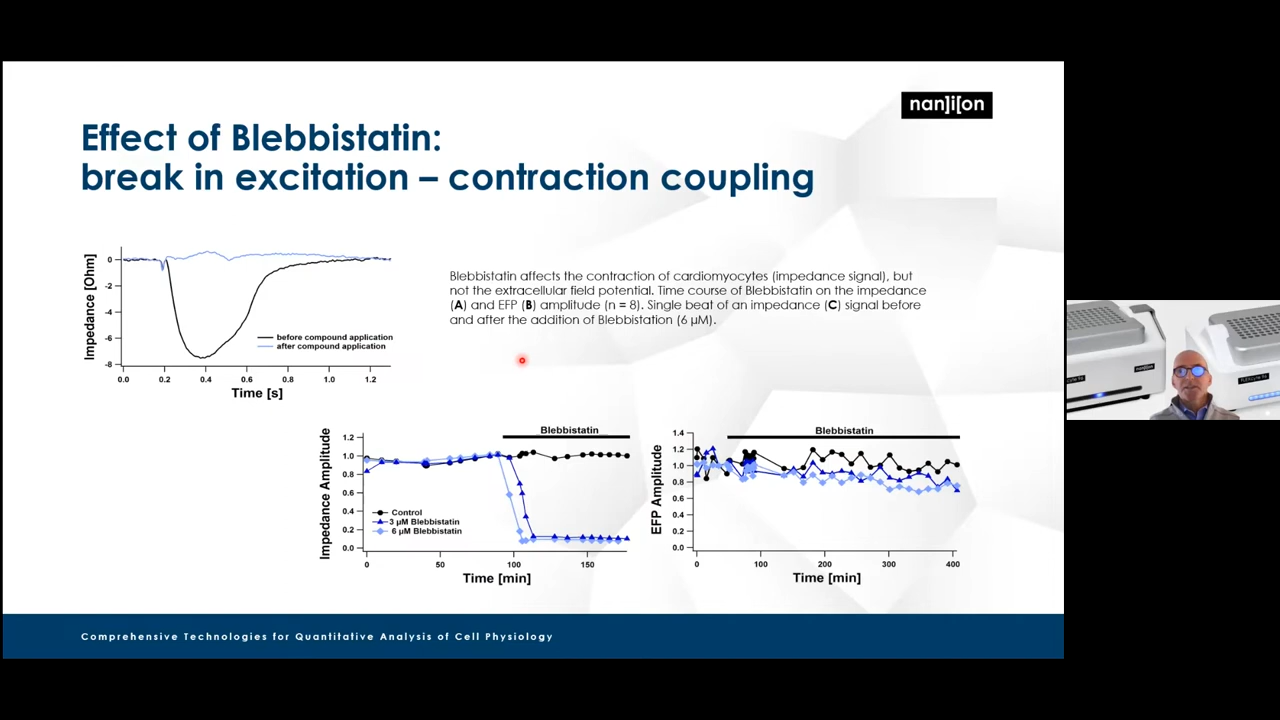 nan]i[on
Effect of Blebbistatin:
break in excitation – contraction coupling
Impedance [Ohm]
0
-2
-4
-6
-8
before compound application
after compound application
0.0 0.2 0.4 0.6 0.8 1.0 1.2
Time [s]
Blebbistatin affects the contraction of cardiomyocytes (impedance signal), but
not the extracellular field potential. Time course of Blebbistatin on the impedance
(A) and EFP (B) amplitude (n = 8). Single beat of an impedance (C) signal before
and after the addition of Blebbistation (6 µM).
Blebbistatin
Impedance Amplitude
1.2
1.0
0.8
0.6
0.4
0.2
0.0
Control
3 µM Blebbistatin
6 µM Blebbistatin
0 50 100 150
Time [min]
Blebbistatin
EFP Amplitude
1.4
1.2
1.0
0.8
0.6
0.4
0.2
0.0
0 100 200 300 400
Time [min]
Comprehensive Technologies for Quantitative Analysis of Cell Physiology